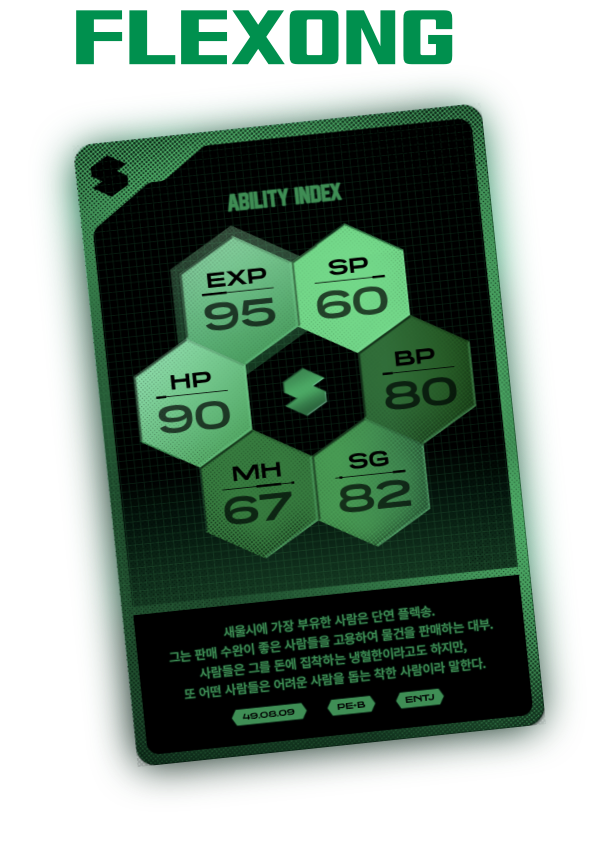 FLEXONG
ABILITY INDEX
EXP
95
SP
60
HP
90
BP
80
MH
67
SG
82
새울시에 가장 부유한 사람은 단연 플렉송.
그는 판매 수완이 좋은 사람들을 고용하여 물건을 판매하는 대부.
사람들은 그를 돈에 집착하는 냉혈한이라고도 하지만,
또 어떤 사람들은 어려운 사람을 돕는 착한 사람이라 말한다.
49.08.09 PE-B ENTJ